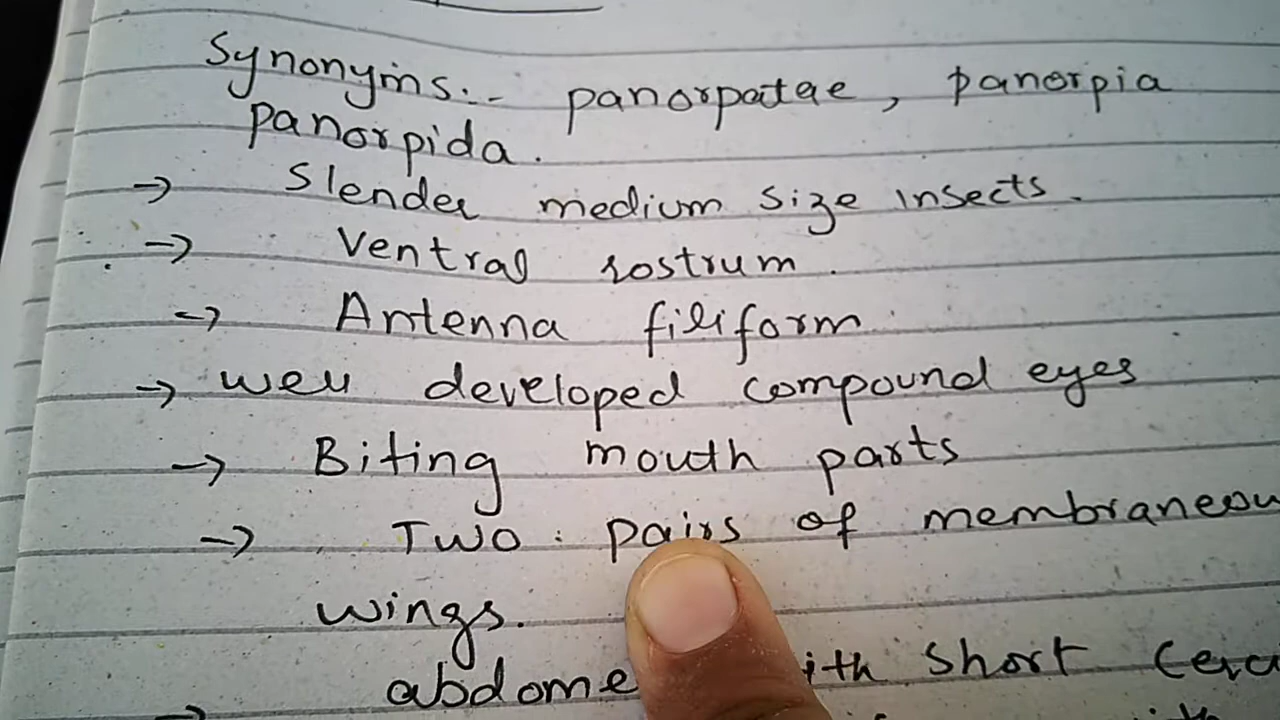 Synonyms:- panorpatae, panorpia
panorpida.
→ Slender medium size insects.
→ Ventral rostrum.
→ Antenna filiform
→ well developed compound eyes
→ Biting mouth parts
→ Two pairs of membraneou
wings.
→ abdome ith short Cerc